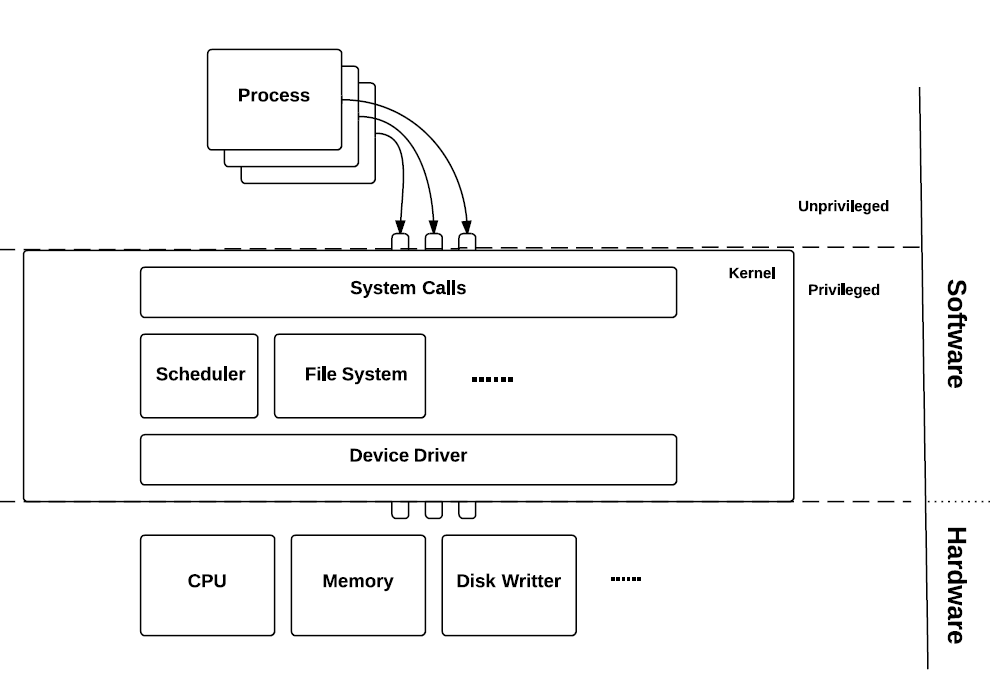 Process
Unprivileged
Kernel
System Calls
Privileged
Scheduler
File System
......
Device Driver
CPU
Memory
Disk Writter
......
Software
Hardware